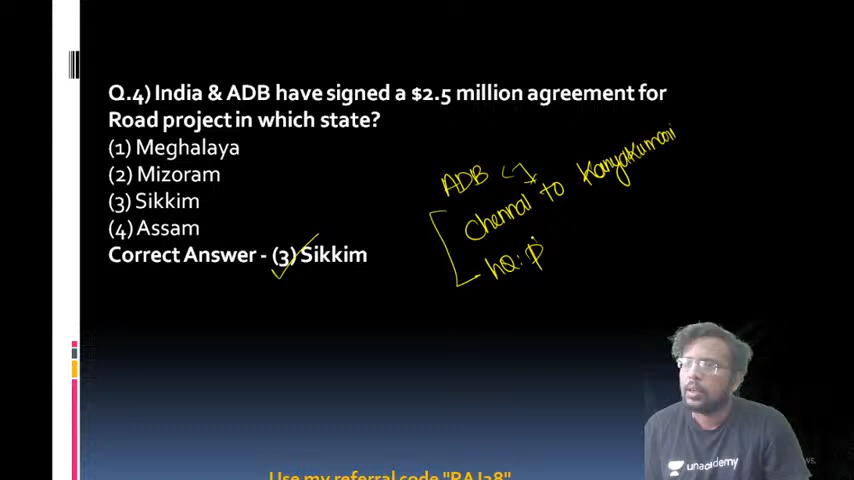 Q.4) India & ADB have signed a $2.5 million agreement for
Road project in which state?
(1) Meghalaya
(2) Mizoram
(3) Sikkim
(4) Assam
Correct Answer - (3) Sikkim
ADB
Chennai to Kanyakumari
hQ: P
unacademy
Use my referral code "RAJ38"